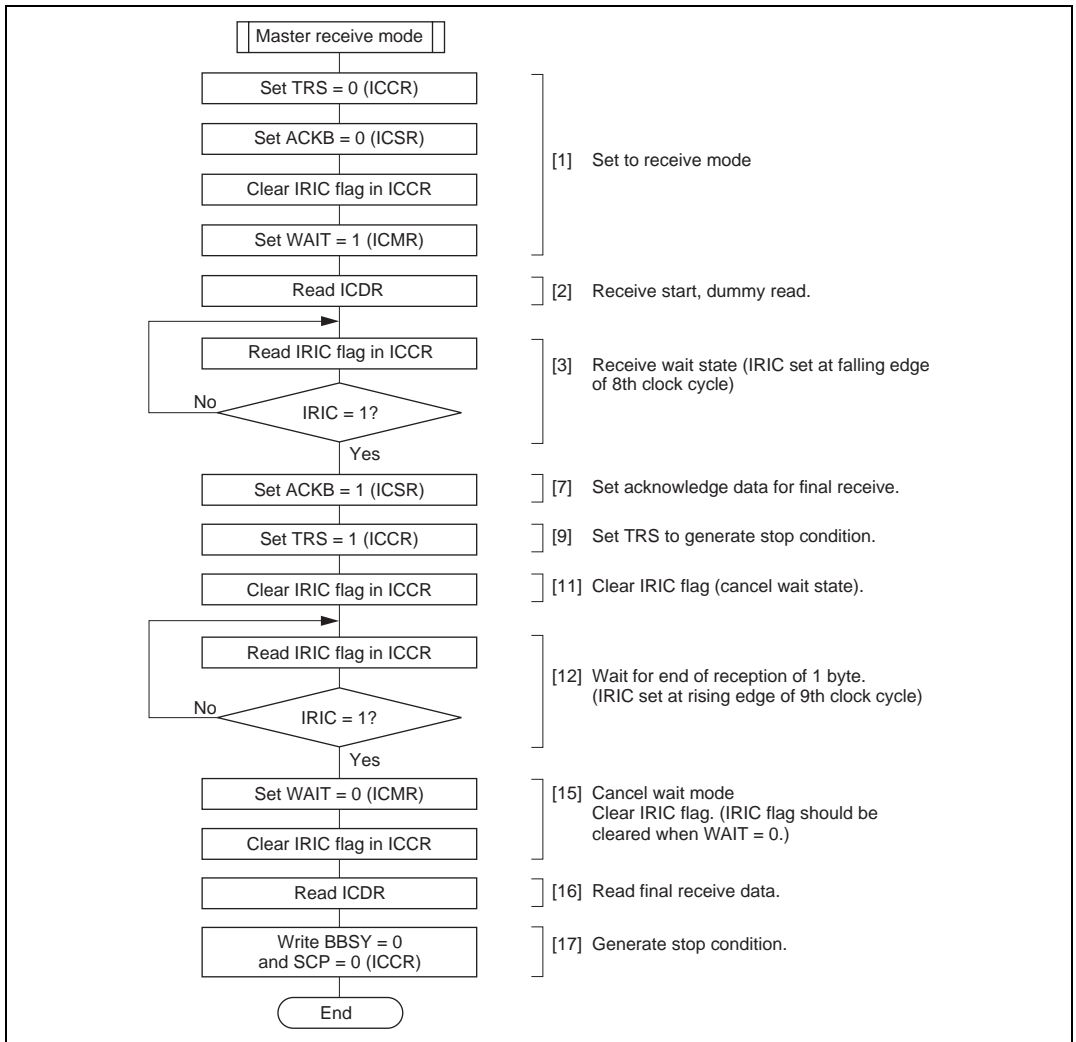 Master receive mode
Set TRS = 0 (ICCR)
Set ACKB = 0 (ICSR)
Clear IRIC flag in ICCR
Set WAIT = 1 (ICMR)
[1] Set to receive mode
Read ICDR
[2] Receive start, dummy read.
Read IRIC flag in ICCR
[3] Receive wait state (IRIC set at falling edge
of 8th clock cycle)
No
IRIC = 1?
Yes
Set ACKB = 1 (ICSR)
[7] Set acknowledge data for final receive.
Set TRS = 1 (ICCR)
[9] Set TRS to generate stop condition.
Clear IRIC flag in ICCR
[11] Clear IRIC flag (cancel wait state).
Read IRIC flag in ICCR
[12] Wait for end of reception of 1 byte.
(IRIC set at rising edge of 9th clock cycle)
No
IRIC = 1?
Yes
Set WAIT = 0 (ICMR)
Clear IRIC flag in ICCR
[15] Cancel wait mode
Clear IRIC flag. (IRIC flag should be
cleared when WAIT = 0.)
Read ICDR
[16] Read final receive data.
Write BBSY = 0
and SCP = 0 (ICCR)
[17] Generate stop condition.
End